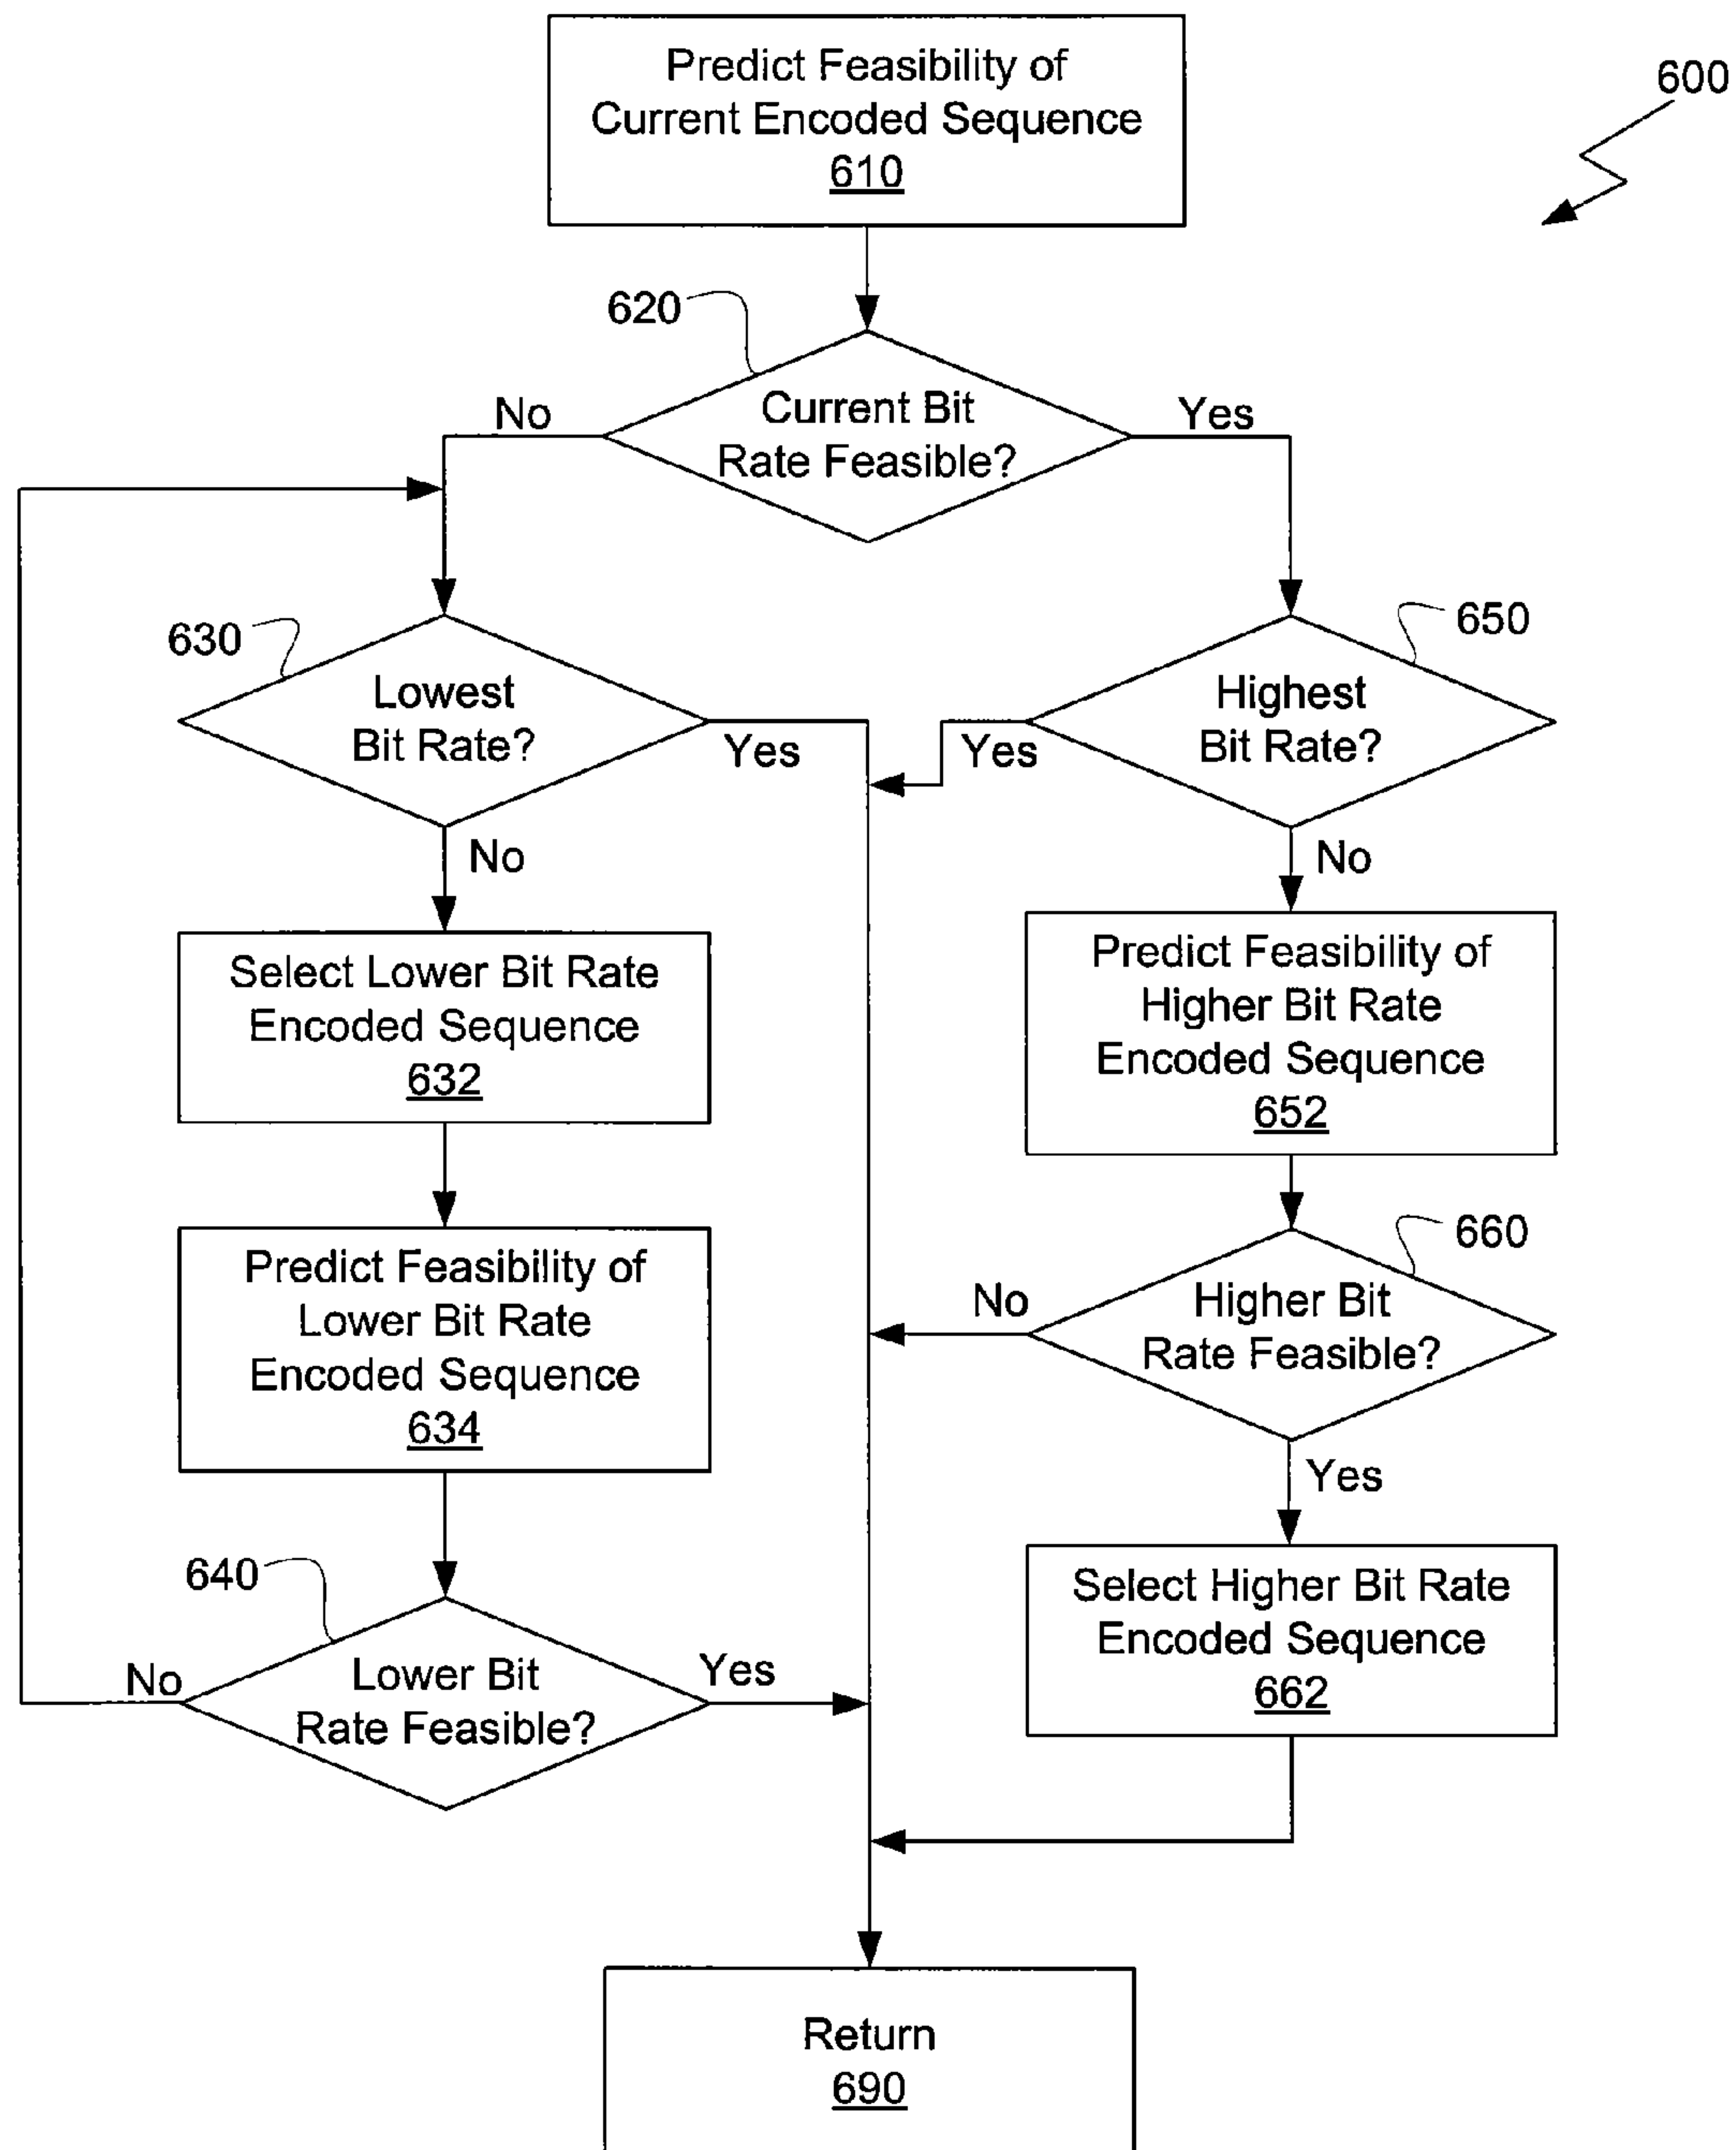 Predict Feasibility of
Current Encoded Sequence
610
600
620
Current Bit
Rate Feasible?
No
Yes
630
Lowest
Bit Rate?
Yes
No
650
Highest
Bit Rate?
Yes
No
Select Lower Bit Rate
Encoded Sequence
632
Predict Feasibility of
Higher Bit Rate
Encoded Sequence
652
Predict Feasibility of
Lower Bit Rate
Encoded Sequence
634
660
Higher Bit
Rate Feasible?
No
Yes
640
Lower Bit
Rate Feasible?
No
Yes
Select Higher Bit Rate
Encoded Sequence
662
Return
690